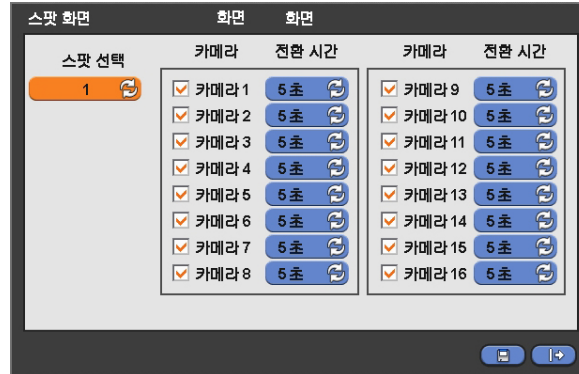 스팟 화면 화면 화면
스팟 선택 카메라 전환 시간 카메라 전환 시간
1 카메라 1 5초 카메라 9 5초
카메라 2 5초 카메라 10 5초
카메라 3 5초 카메라 11 5초
카메라 4 5초 카메라 12 5초
카메라 5 5초 카메라 13 5초
카메라 6 5초 카메라 14 5초
카메라 7 5초 카메라 15 5초
카메라 8 5초 카메라 16 5초